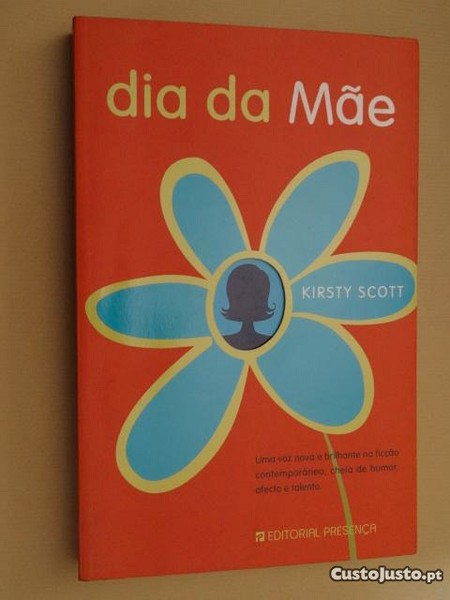 dia da Mãe
KIRSTY SCOTT
Uma voz nova e brilhante na ficção
contemporânea, cheia de humor,
afecto e talento.
EDITORIAL PRESENÇA
CustoJusto.pt